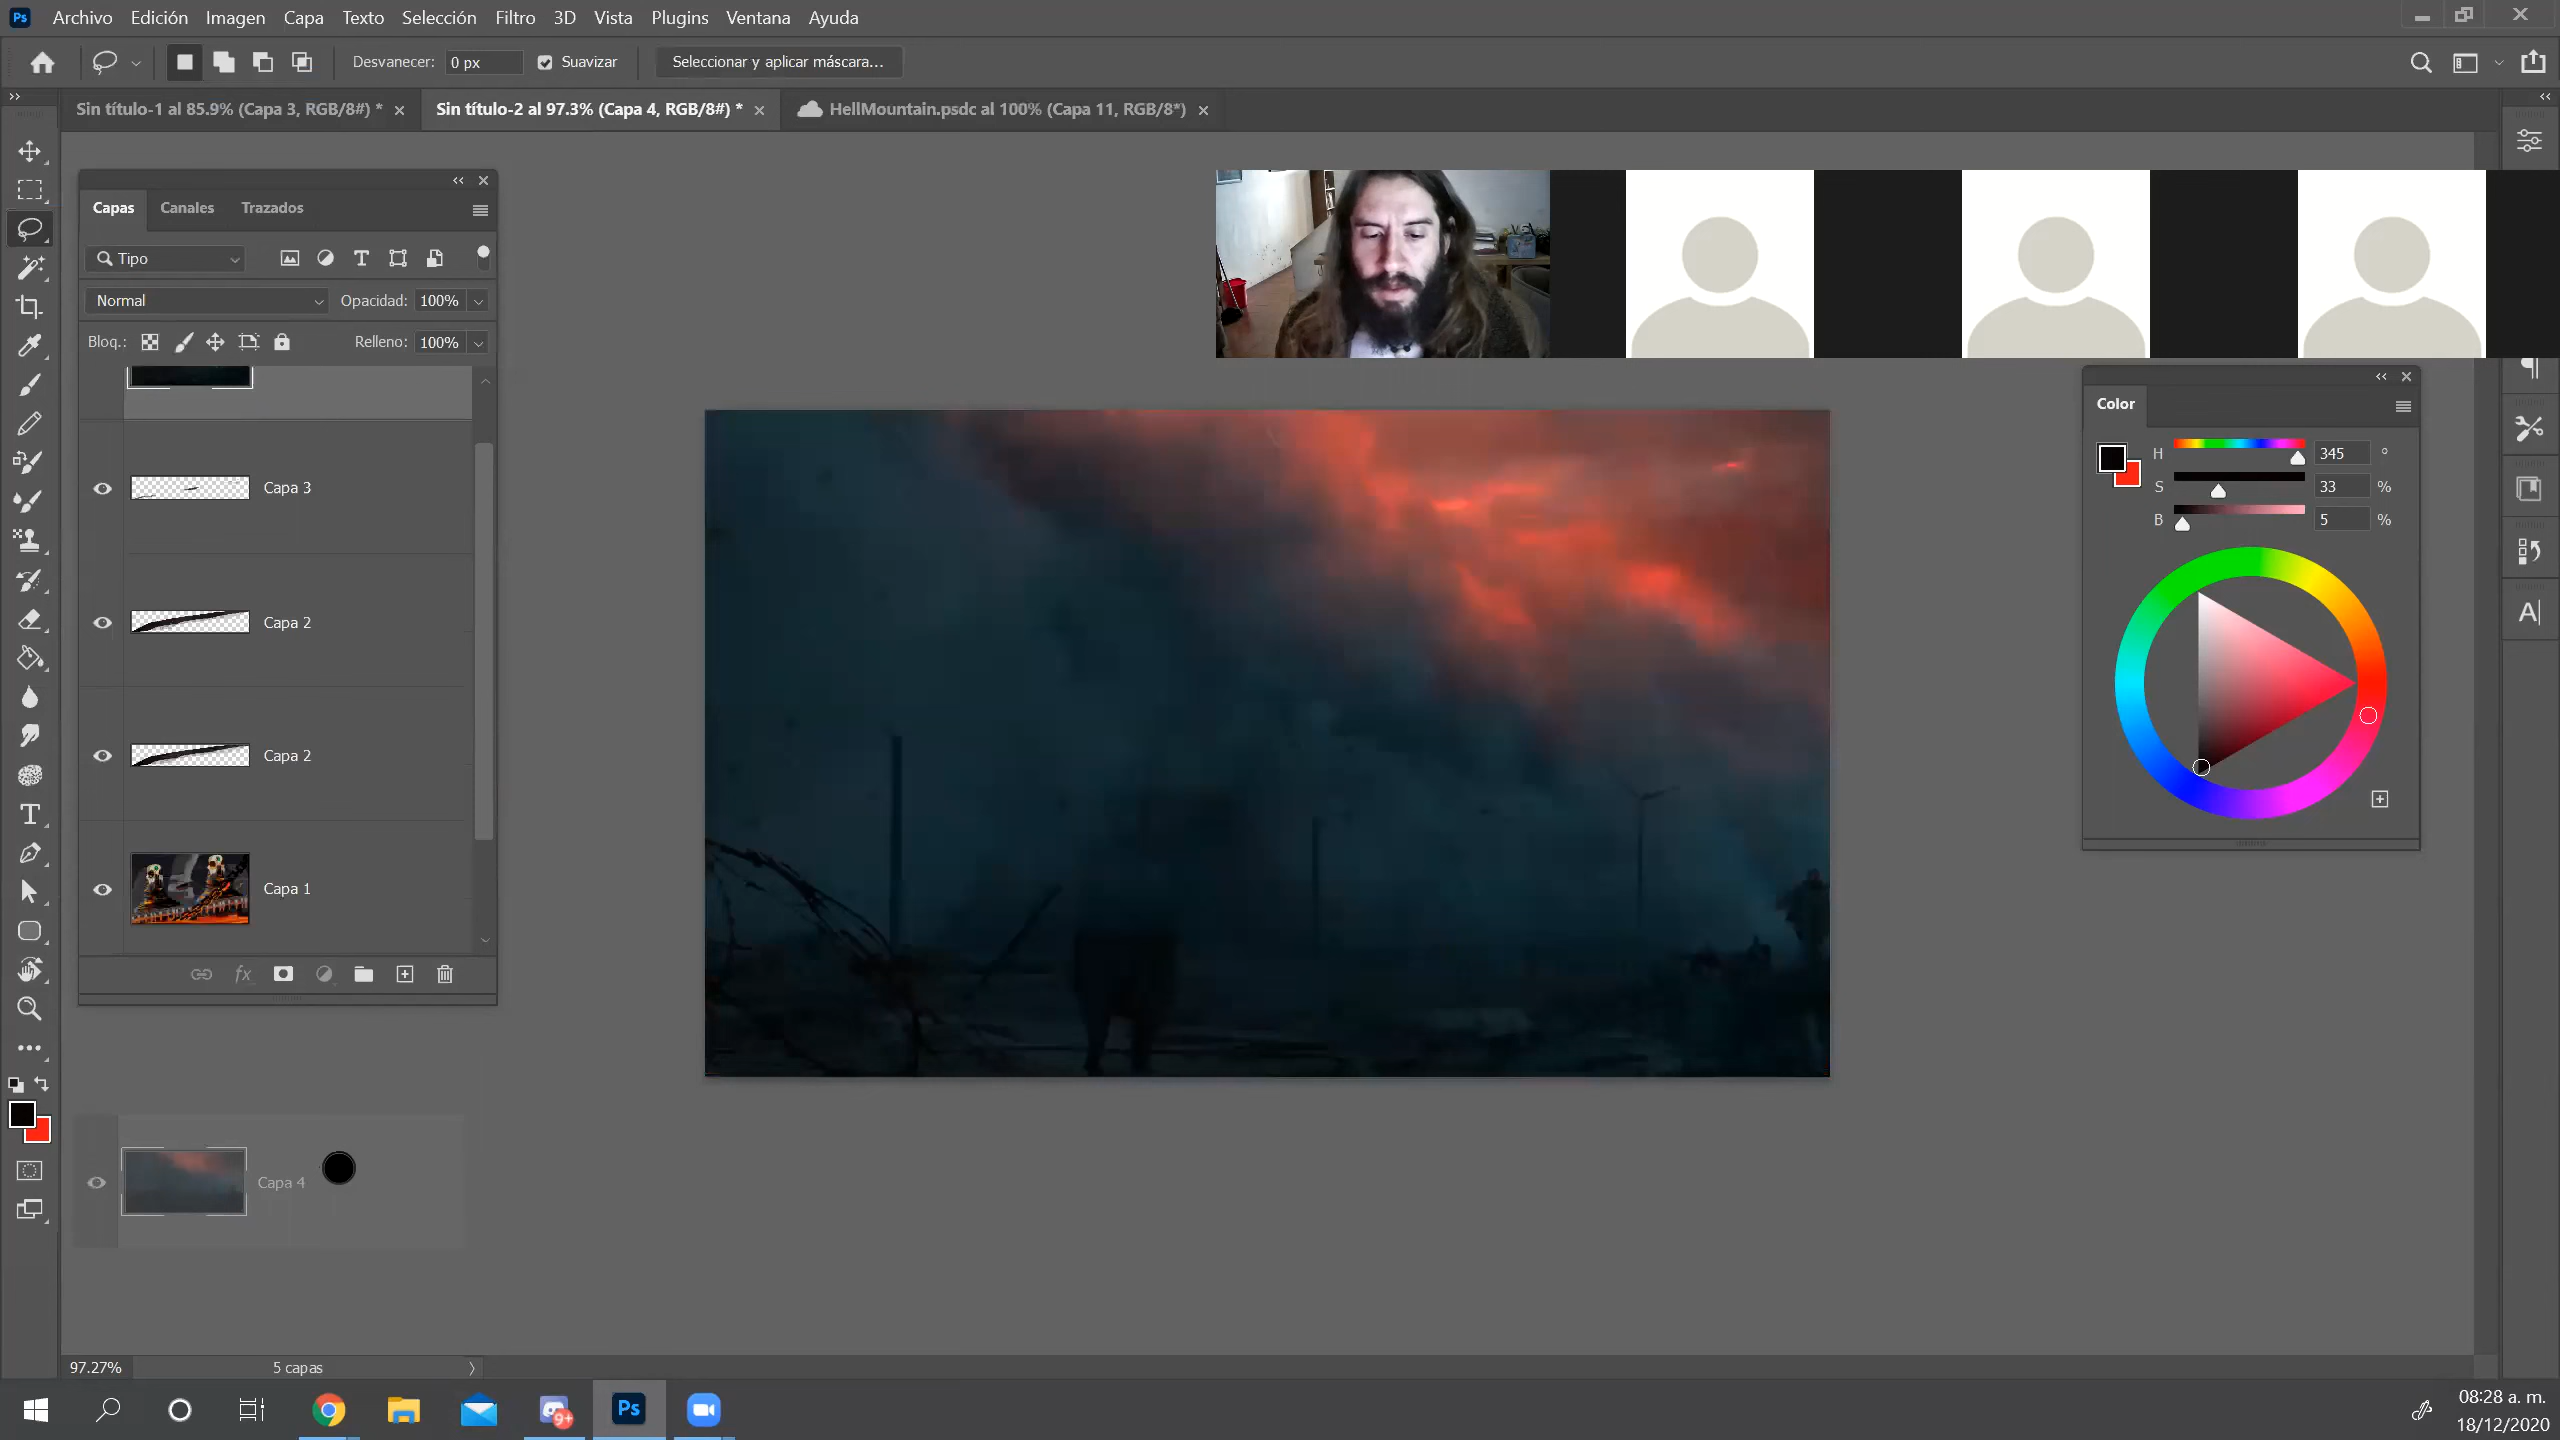 Ps Archivo Edición Imagen Capa Texto Selección Filtro 3D Vista Plugins Ventana Ayuda
Desvanecer: 0 px Suavizar Seleccionar y aplicar máscara...
Sin título-1 al 85.9% (Capa 3, RGB/8#) * Sin título-2 al 97.3% (Capa 4, RGB/8#) * HellMountain.psdc al 100% (Capa 11, RGB/8*)
Capas Canales Trazados
Tipo
Normal Opacidad: 100%
Bloq.: Relleno: 100%
Capa 3
Capa 2
Capa 2
Capa 1
fx
Capa 4
Color
H 345 °
S 33 %
B 5 %
A
97.27% 5 capas
9+
Ps
08:28 a. m.
18/12/2020